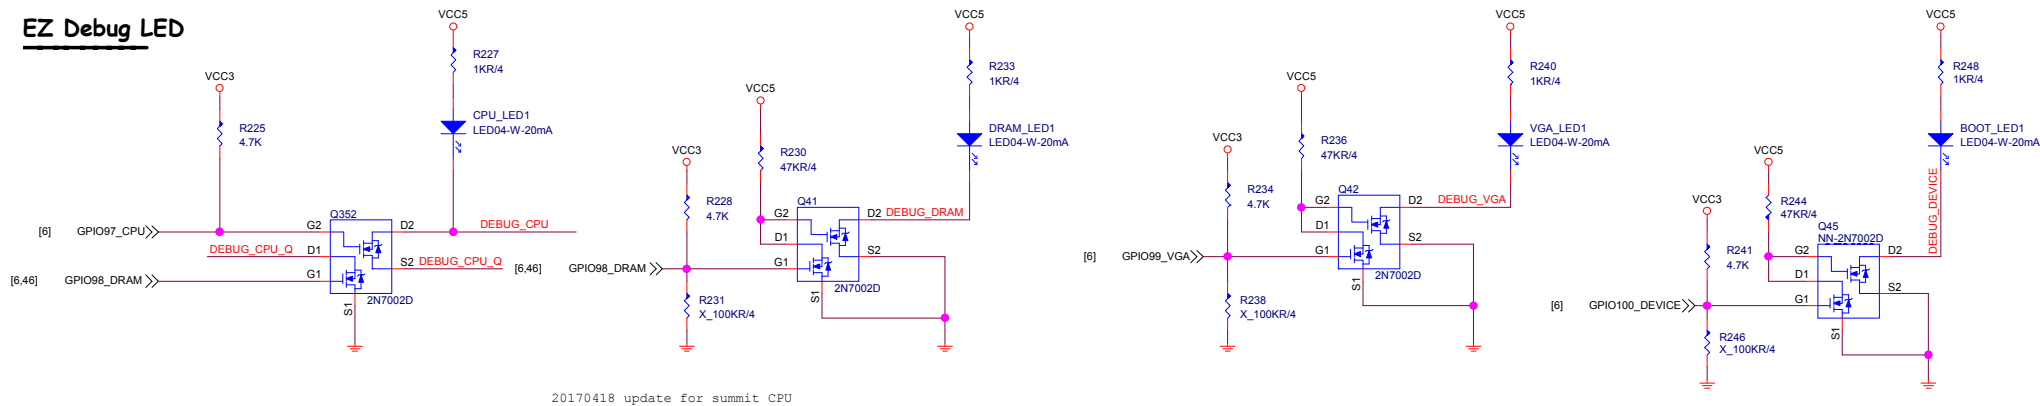 EZ Debug LED
VCC5
R227
1KR/4
VCC3
R225
4.7K
CPU_LED1
LED04-W-20mA
Q352
[6]
GPIO97_CPU
G2
D2
DEBUG_CPU
DEBUG_CPU_Q
D1
S2
DEBUG_CPU_Q
[6,46]
GPIO98_DRAM
G1
2N7002D
S1
VCC5
R233
1KR/4
VCC5
DRAM_LED1
LED04-W-20mA
R230
47KR/4
VCC3
R228
4.7K
Q41
G2
D2
DEBUG_DRAM
D1
S2
[6,46]
GPIO98_DRAM
G1
2N7002D
S1
R231
X_100KR/4
VCC5
R240
1KR/4
VCC5
VGA_LED1
LED04-W-20mA
R236
47KR/4
VCC3
R234
4.7K
Q42
G2
D2
DEBUG_VGA
D1
S2
[6]
GPIO99_VGA
G1
2N7002D
S1
R238
X_100KR/4
VCC5
R248
1KR/4
BOOT_LED1
LED04-W-20mA
VCC5
R244
47KR/4
VCC3
DEBUG_DEVICE
Q45
NN-2N7002D
R241
4.7K
G2
D2
D1
S2
[6]
GPIO100_DEVICE
G1
S1
R246
X_100KR/4
20170418 update for summit CPU